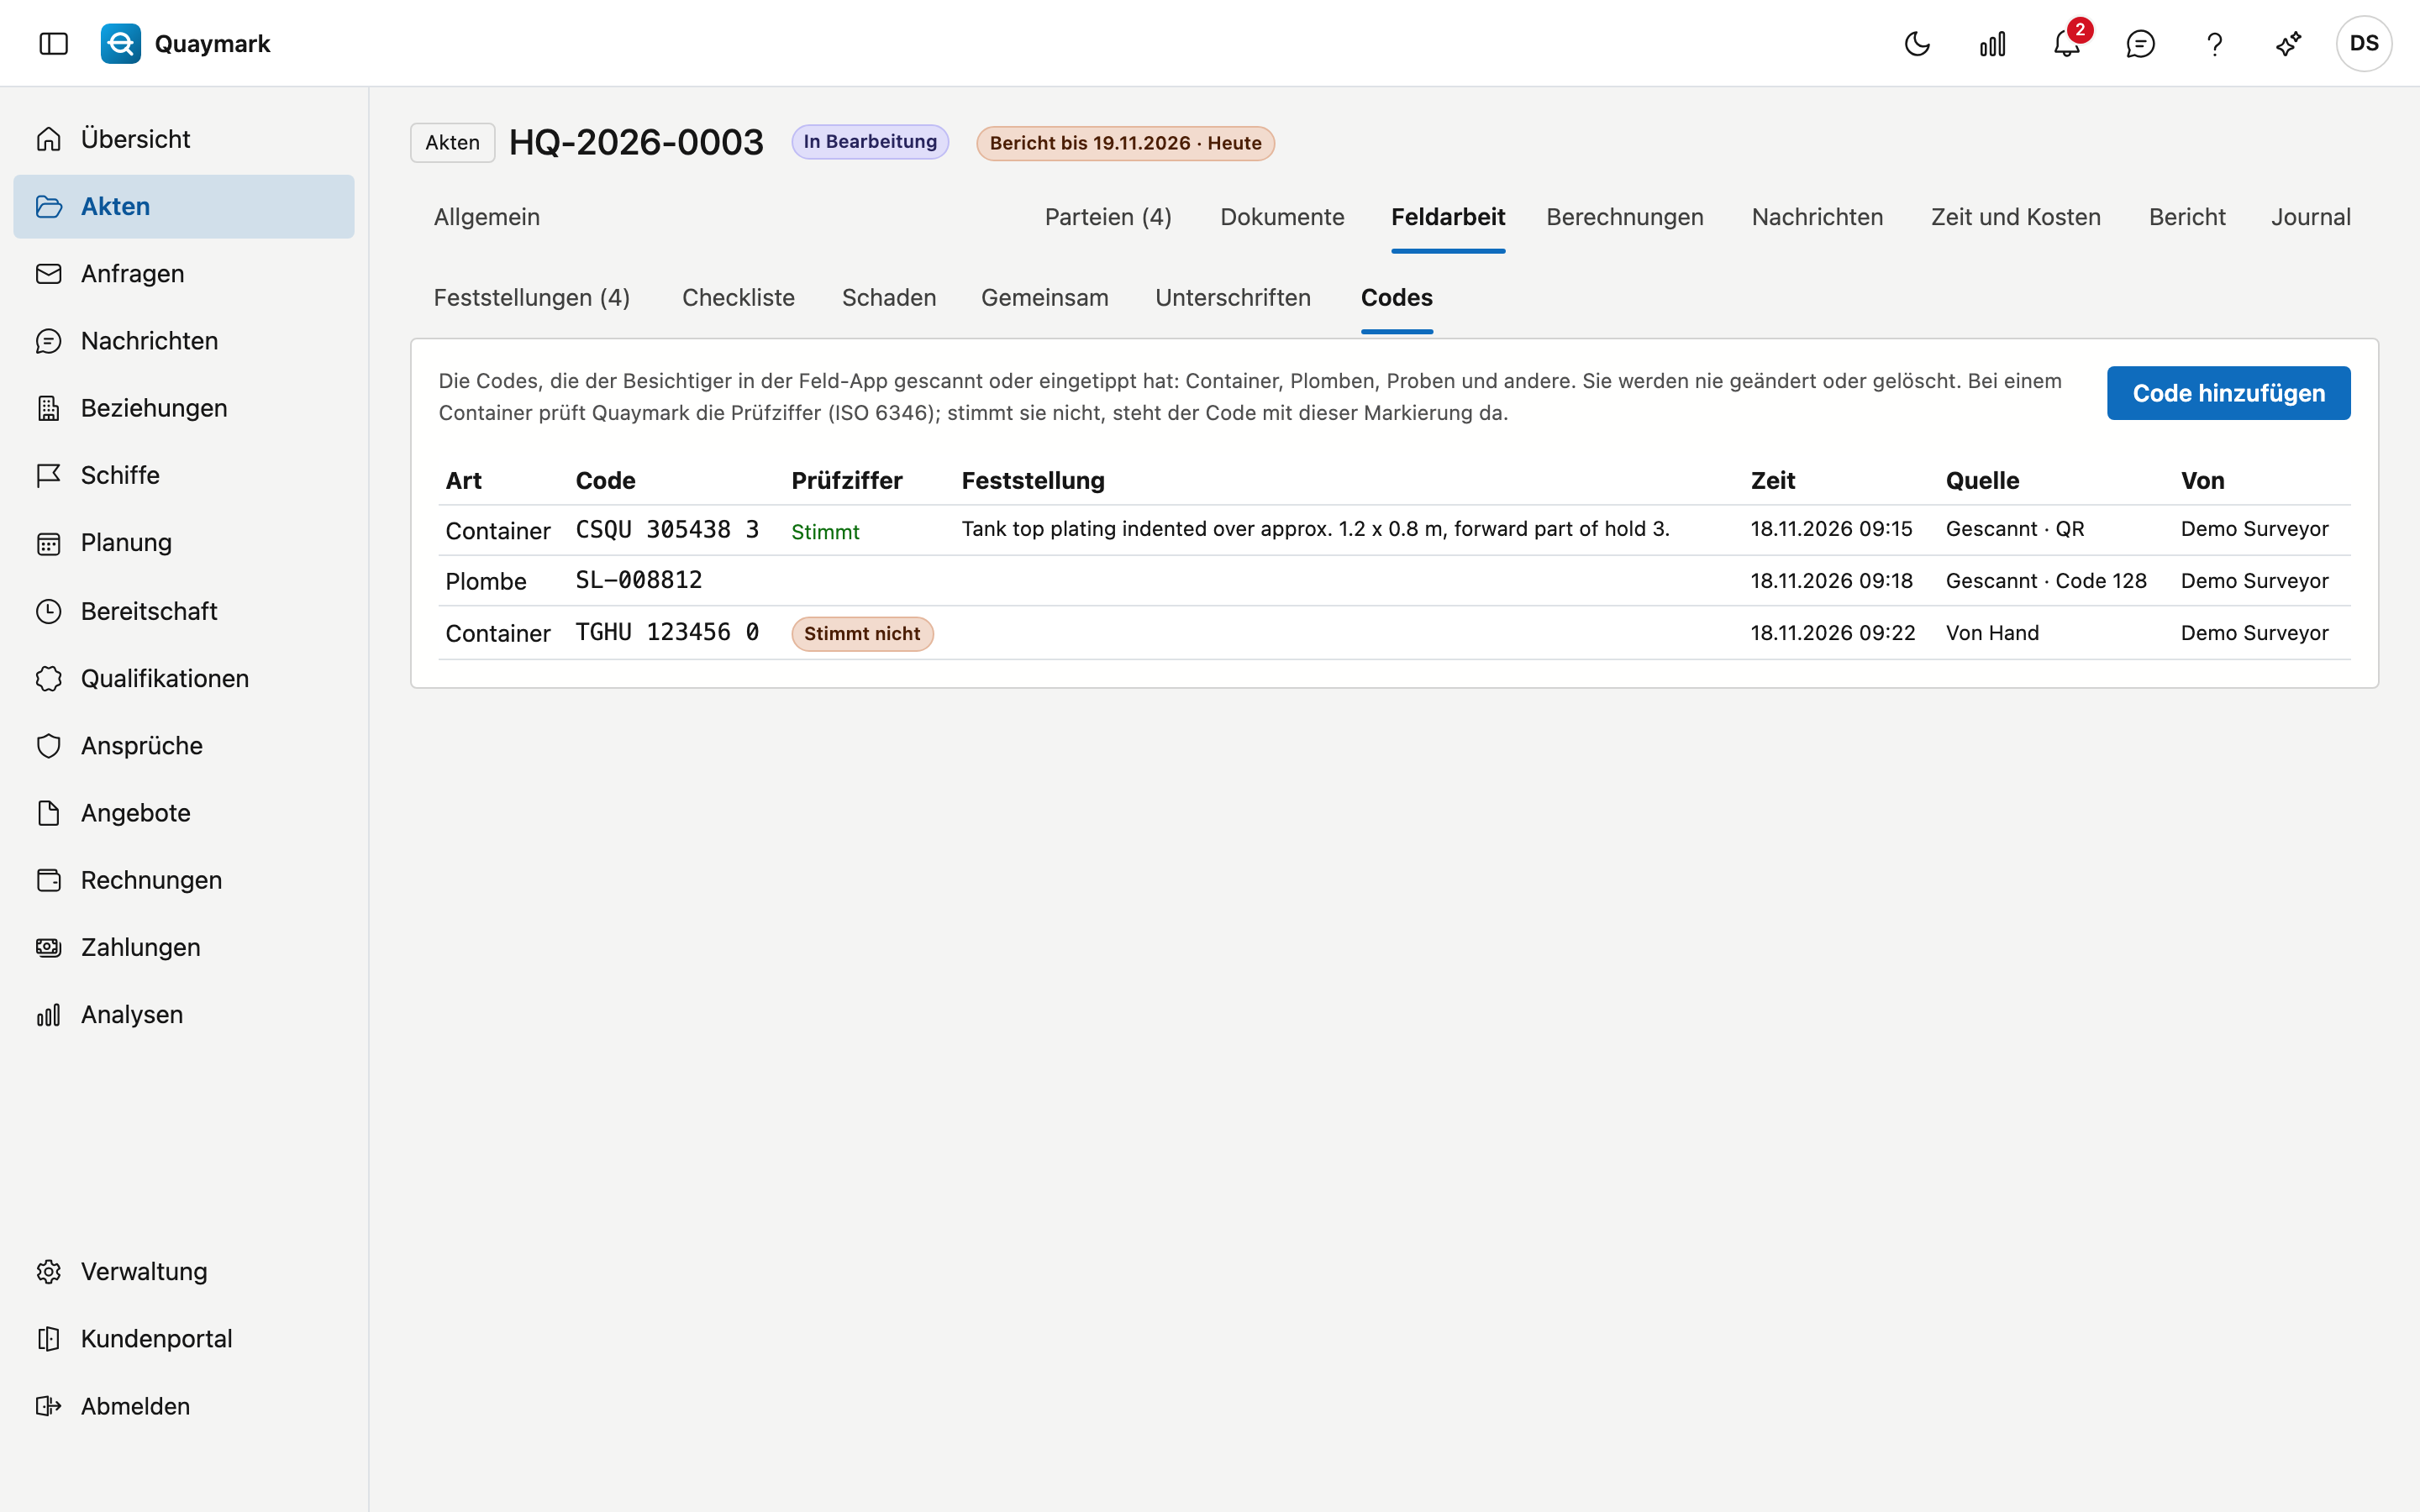 Quaymark
2
DS
Übersicht
Akten
Anfragen
Nachrichten
Beziehungen
Schiffe
Planung
Bereitschaft
Qualifikationen
Ansprüche
Angebote
Rechnungen
Zahlungen
Analysen
Verwaltung
Kundenportal
Abmelden
Akten HQ-2026-0003 In Bearbeitung Bericht bis 19.11.2026 · Heute
Allgemein Parteien (4) Dokumente Feldarbeit Berechnungen Nachrichten Zeit und Kosten Bericht Journal
Feststellungen (4) Checkliste Schaden Gemeinsam Unterschriften Codes
Die Codes, die der Besichtiger in der Feld-App gescannt oder eingetippt hat: Container, Plomben, Proben und andere. Sie werden nie geändert oder gelöscht. Bei einem
Container prüft Quaymark die Prüfziffer (ISO 6346); stimmt sie nicht, steht der Code mit dieser Markierung da.
Code hinzufügen
Art Code Prüfziffer Feststellung Zeit Quelle Von
Container CSQU 305438 3 Stimmt Tank top plating indented over approx. 1.2 x 0.8 m, forward part of hold 3. 18.11.2026 09:15 Gescannt · QR Demo Surveyor
Plombe SL-008812 18.11.2026 09:18 Gescannt · Code 128 Demo Surveyor
Container TGHU 123456 0 Stimmt nicht 18.11.2026 09:22 Von Hand Demo Surveyor